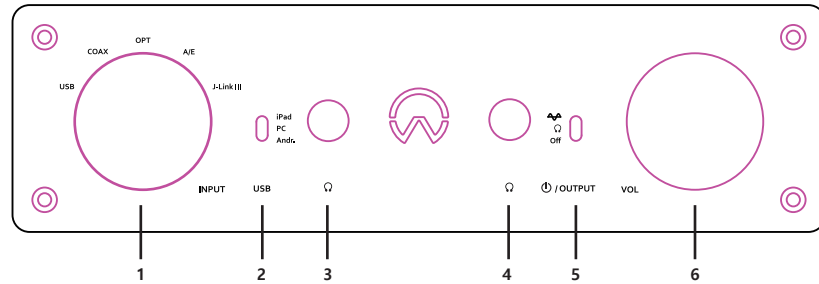 OPT
COAX
A/E
USB
J-Link III
iPad
PC
Andr.
Off
INPUT
USB
/ OUTPUT
VOL
1
2
3
4
5
6